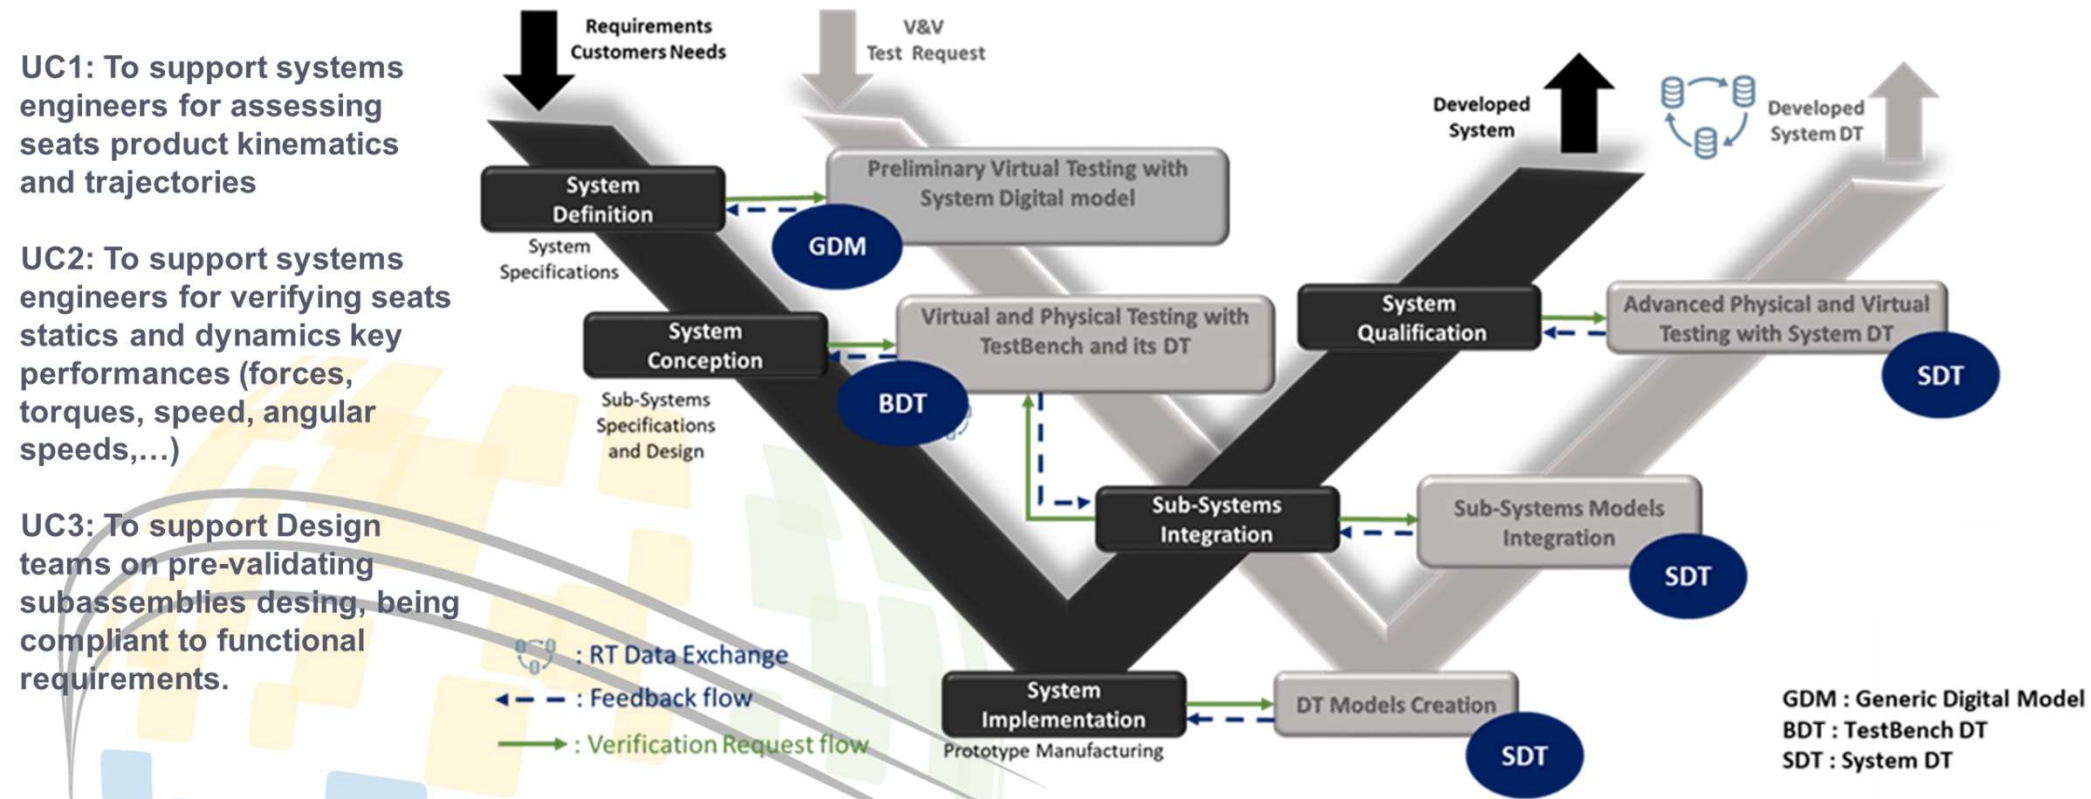 UC1: To support systems
engineers for assessing
seats product kinematics
and trajectories
UC2: To support systems
engineers for verifying seats
statics and dynamics key
performances (forces,
torques, speed, angular
speeds,...)
UC3: To support Design
teams on pre-validating
subassemblies desing, being
compliant to functional
requirements.
Requirements
Customers Needs
V&V
Test Request
Developed
System
Developed
System DT
System
Definition
System
Specifications
Preliminary Virtual Testing with
System Digital model
GDM
System
Conception
Sub-Systems
Specifications
and Design
Virtual and Physical Testing with
TestBench and its DT
BDT
System
Qualification
Advanced Physical and Virtual
Testing with System DT
SDT
Sub-Systems
Integration
Sub-Systems Models
Integration
SDT
System
Implementation
Prototype Manufacturing
DT Models Creation
SDT
: RT Data Exchange
: Feedback flow
: Verification Request flow
GDM : Generic Digital Model
BDT : TestBench DT
SDT : System DT